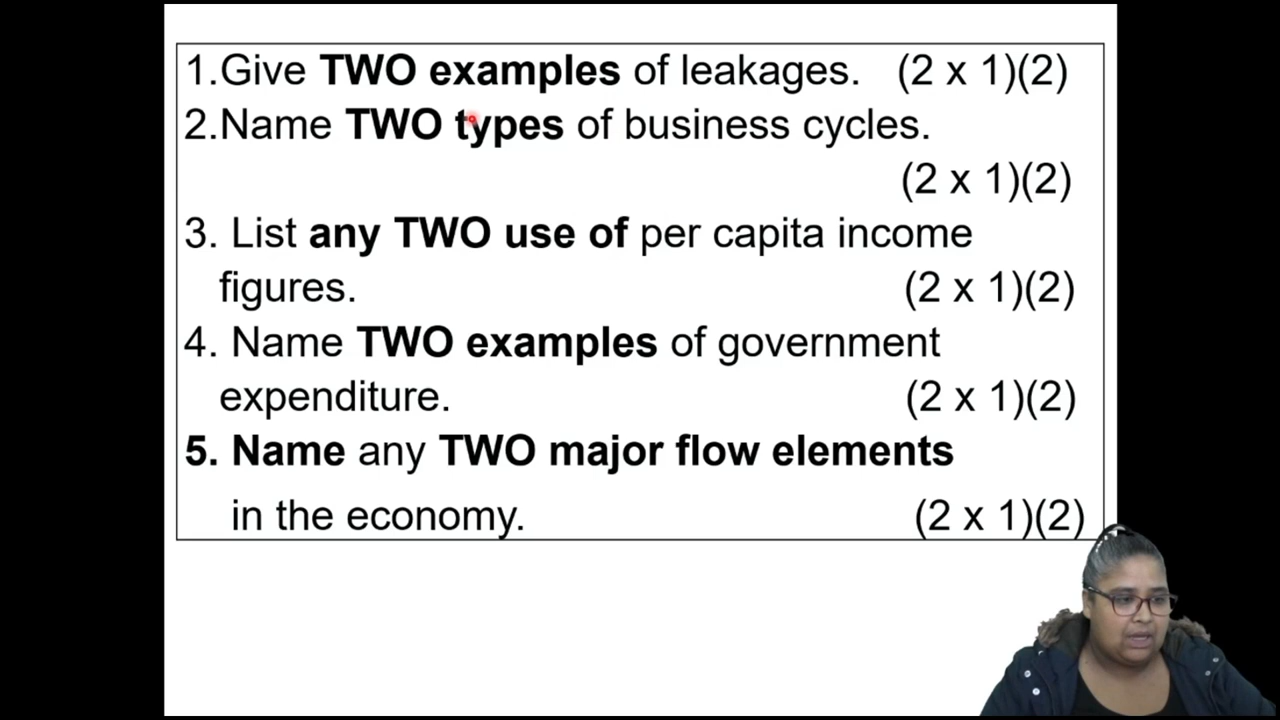 1.Give TWO examples of leakages. (2 x 1)(2)
2.Name TWO types of business cycles.
(2 x 1)(2)
3. List any TWO use of per capita income
figures. (2 x 1)(2)
4. Name TWO examples of government
expenditure. (2 x 1)(2)
5. Name any TWO major flow elements
in the economy. (2 x 1)(2)